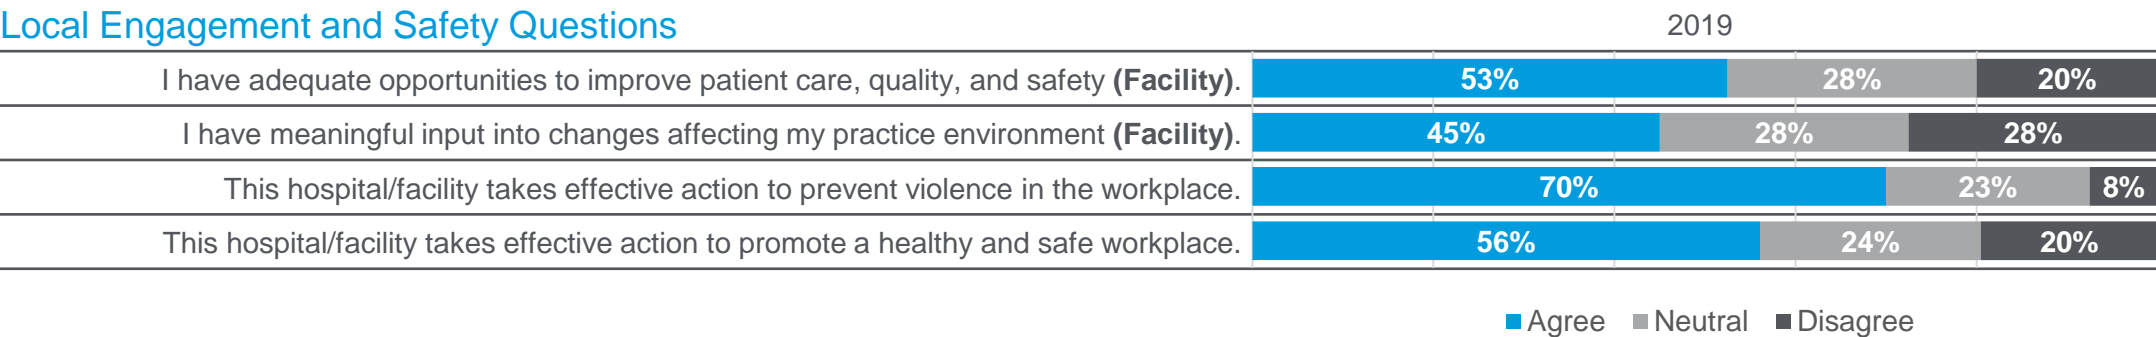 Local Engagement and Safety Questions 2019
I have adequate opportunities to improve patient care, quality, and safety (Facility). 53% 28% 20%
I have meaningful input into changes affecting my practice environment (Facility). 45% 28% 28%
This hospital/facility takes effective action to prevent violence in the workplace. 70% 23% 8%
This hospital/facility takes effective action to promote a healthy and safe workplace. 56% 24% 20%
Agree Neutral Disagree